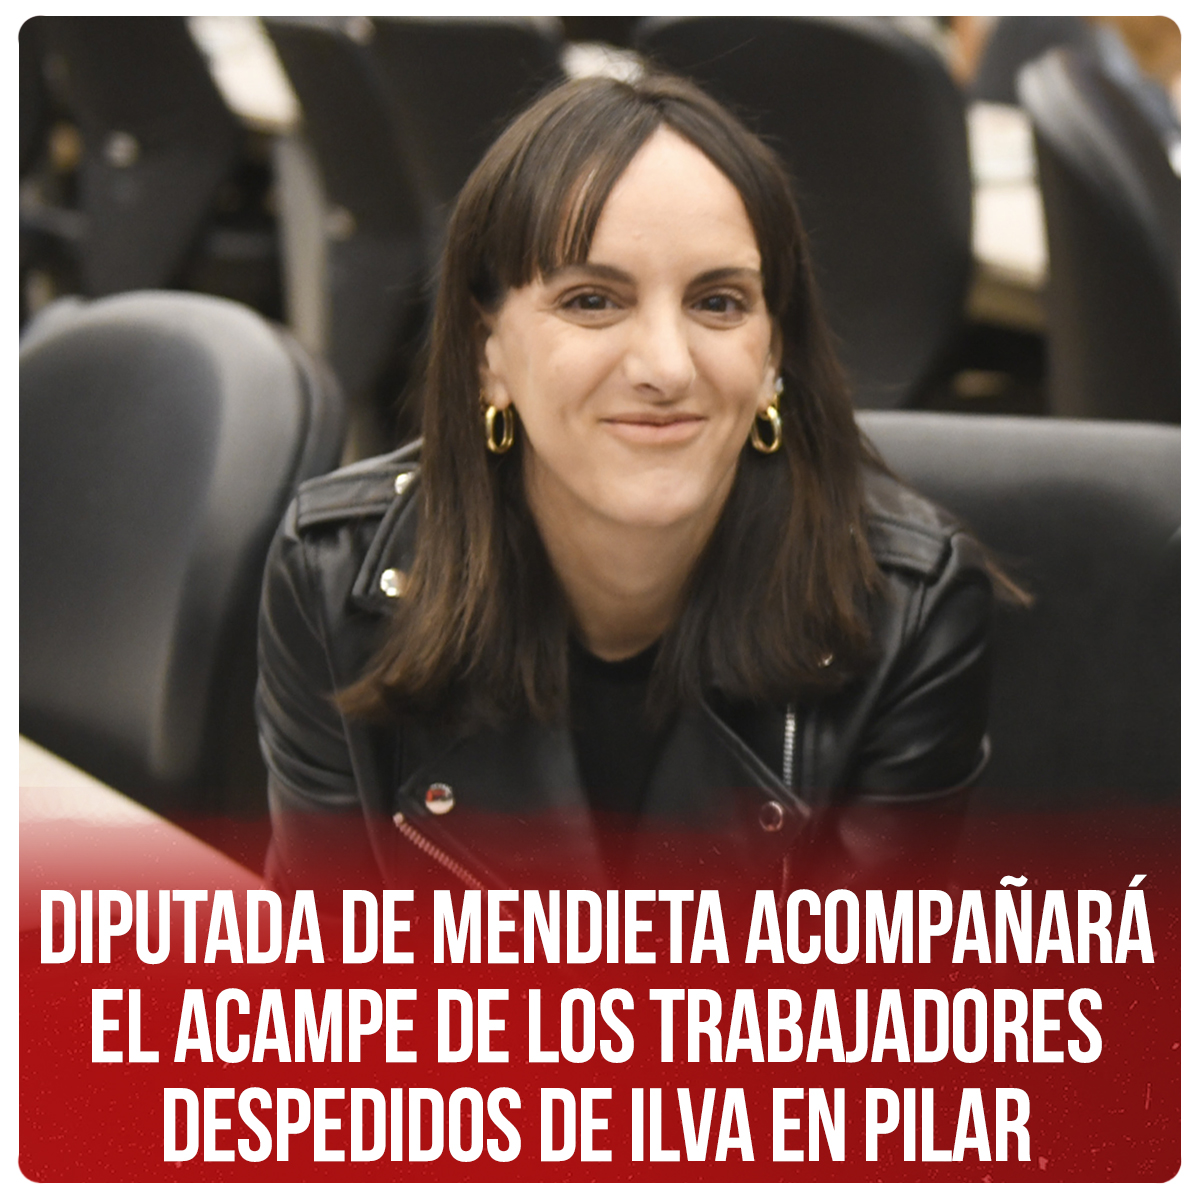 DIPUTADA DE MENDIETA ACOMPAÑARÁ
EL ACAMPE DE LOS TRABAJADORES
DESPEDIDOS DE ILVA EN PILAR